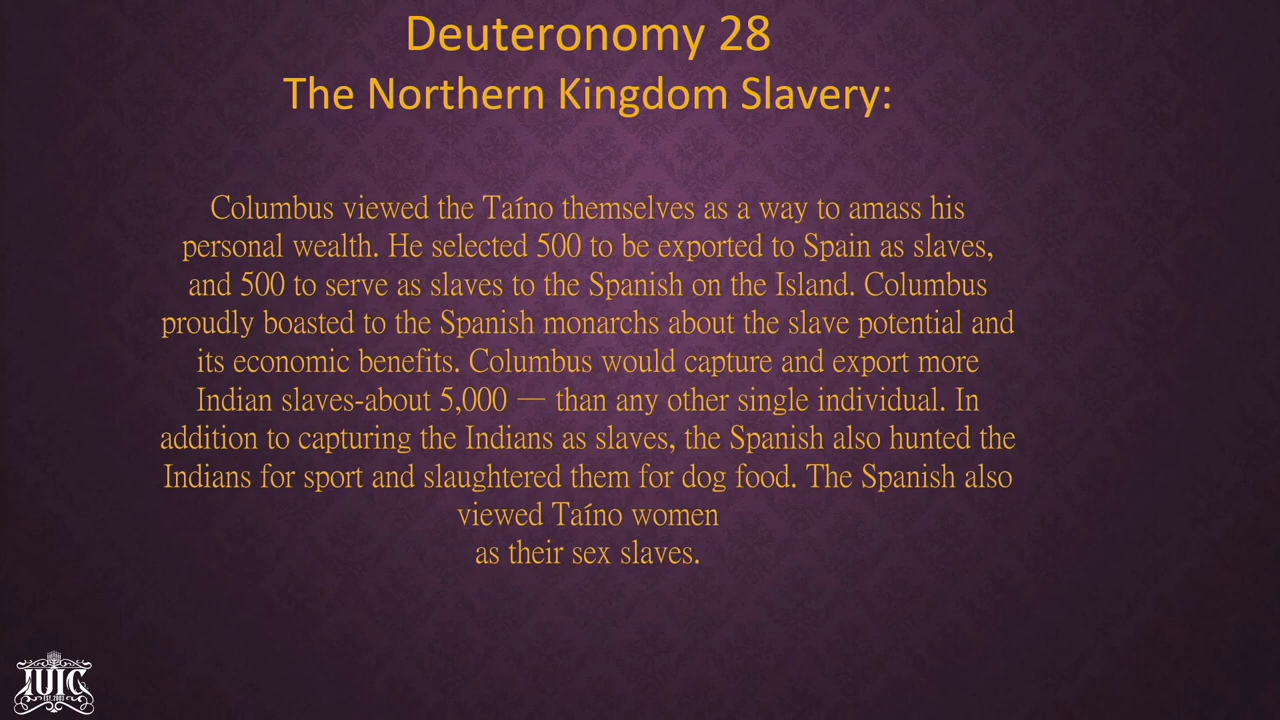 Deuteronomy 28
The Northern Kingdom Slavery:
Columbus viewed the Taíno themselves as a way to amass his
personal wealth. He selected 500 to be exported to Spain as slaves,
and 500 to serve as slaves to the Spanish on the Island. Columbus
proudly boasted to the Spanish monarchs about the slave potential and
its economic benefits. Columbus would capture and export more
Indian slaves-about 5,000 — than any other single individual. In
addition to capturing the Indians as slaves, the Spanish also hunted the
Indians for sport and slaughtered them for dog food. The Spanish also
viewed Taíno women
as their sex slaves.
IUIC
EST. 2003